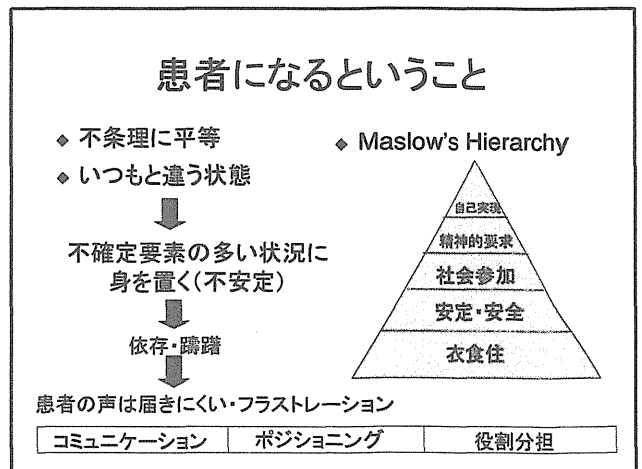 患者になるということ
◆ 不条理に平等
◆ いつもと違う状態
不確定要素の多い状況に
身を置く(不安定)
依存・躊躇
患者の声は届きにくい・フラストレーション
◆ Maslow's Hierarchy
自己実現
精神的要求
社会参加
安定・安全
衣食住
コミュニケーション
ポジショニング
役割分担